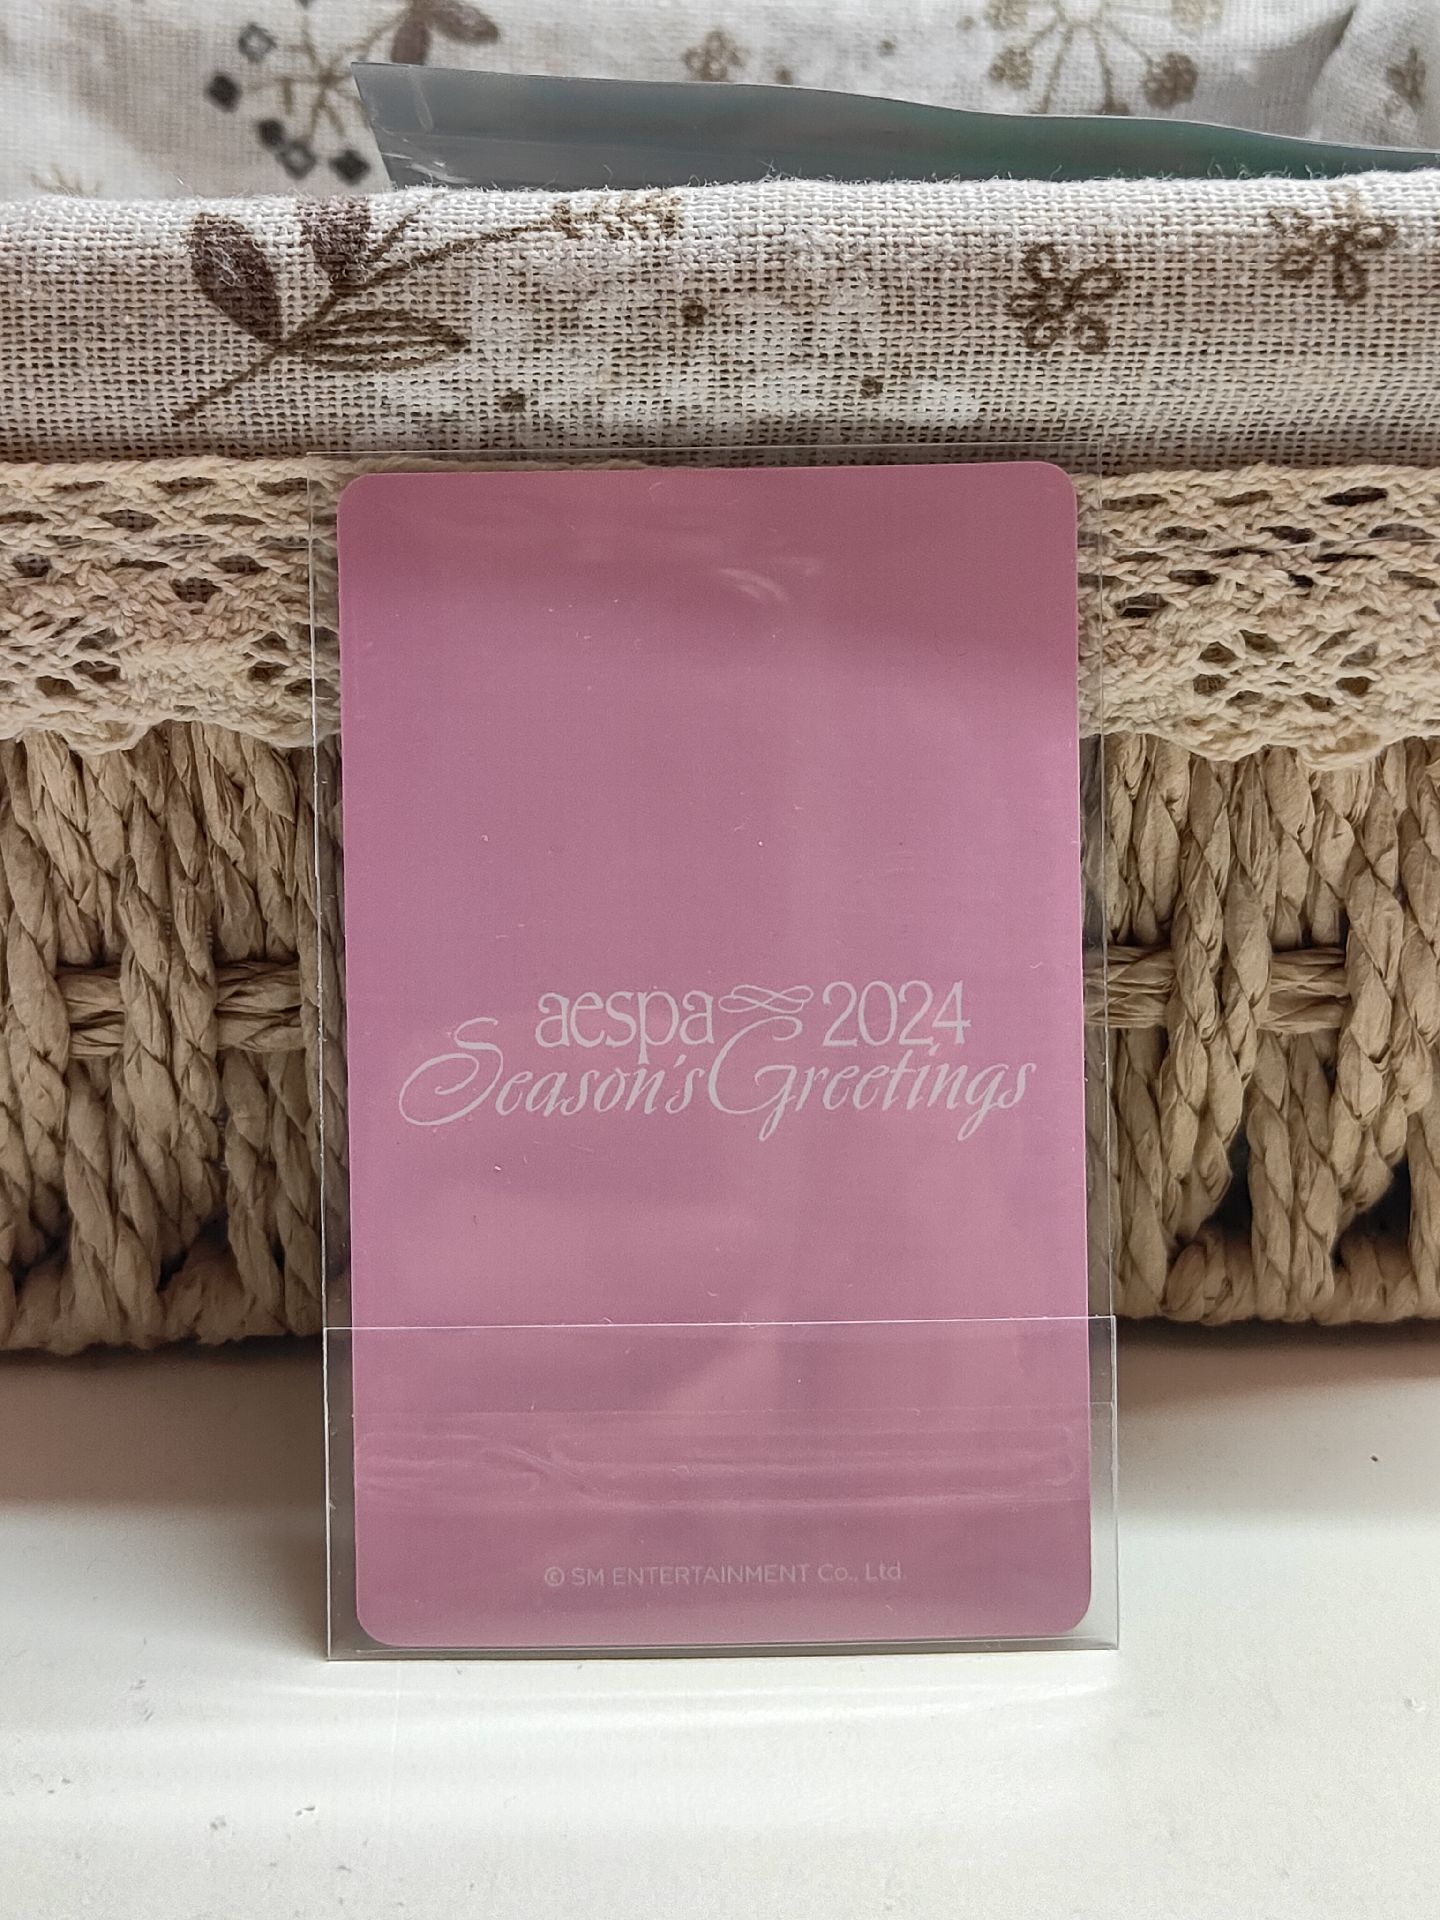 aespa 2024
Season's Greetings
© SM ENTERTAINMENT Co., Ltd.